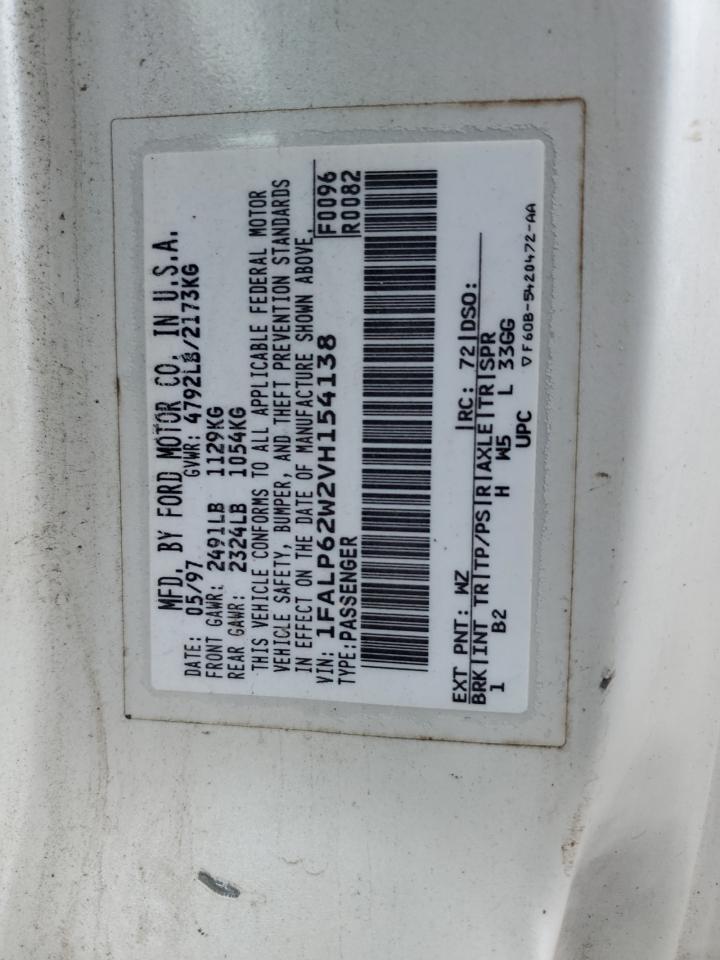 MFD. BY FORD MOTOR CO. IN U.S.A.
DATE: 05/97 GVWR: 4792LB/2173KG
FRONT GAWR: 2491LB 1129KG
REAR GAWR: 2324LB 1054KG
THIS VEHICLE CONFORMS TO ALL APPLICABLE FEDERAL MOTOR
VEHICLE SAFETY, BUMPER, AND THEFT PREVENTION STANDARDS
IN EFFECT ON THE DATE OF MANUFACTURE SHOWN ABOVE.
VIN: 1FALP62W2VH154138 F0096
TYPE:PASSENGER R0082
EXT PNT: WZ RC: 72 DSO:
BRK INT TR TP/PS R AXLE TR SPR
1 B2 H W5 L 33GG
UPC
▽F60B-5420472-AA